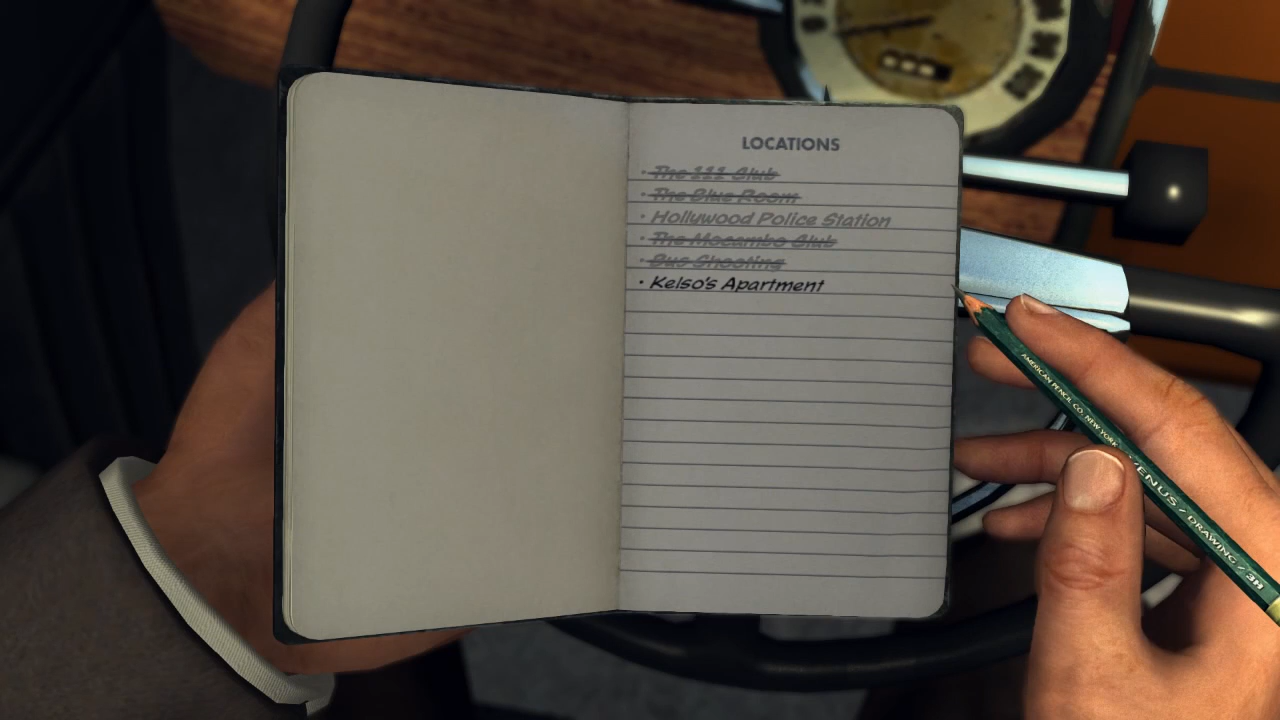 LOCATIONS
· The 111 Club
· The Blue Room
· Hollywood Police Station
· The Mocambo Club
· Bus Shooting
· Kelso's Apartment
AMERICAN PENCIL CO. NEW YORK
VENUS / DRAWING / 3H